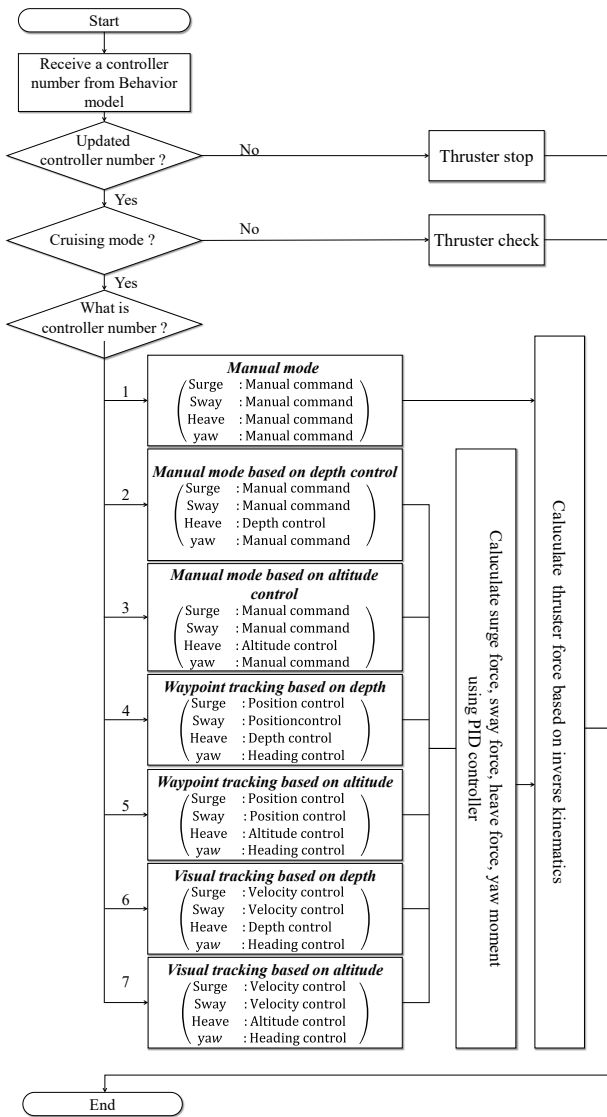 Start
Receive a controller
number from Behavior
model
Updated
controller number ?
No
Thruster stop
Yes
Cruising mode ?
No
Thruster check
Yes
What is
controller number ?
1
Manual mode
Surge : Manual command
Sway : Manual command
Heave : Manual command
yaw : Manual command
2
Manual mode based on depth control
Surge : Manual command
Sway : Manual command
Heave : Depth control
yaw : Manual command
3
Manual mode based on altitude
control
Surge : Manual command
Sway : Manual command
Heave : Altitude control
yaw : Manual command
4
Waypoint tracking based on depth
Surge : Position control
Sway : Positioncontrol
Heave : Depth control
yaw : Heading control
5
Waypoint tracking based on altitude
Surge : Position control
Sway : Position control
Heave : Altitude control
yaw : Heading control
6
Visual tracking based on depth
Surge : Velocity control
Sway : Velocity control
Heave : Depth control
yaw : Heading control
7
Visual tracking based on altitude
Surge : Velocity control
Sway : Velocity control
Heave : Altitude control
yaw : Heading control
Caluculate surge force, sway force, heave force, yaw moment
using PID controller
Caluculate thruster force based on inverse kinematics
End